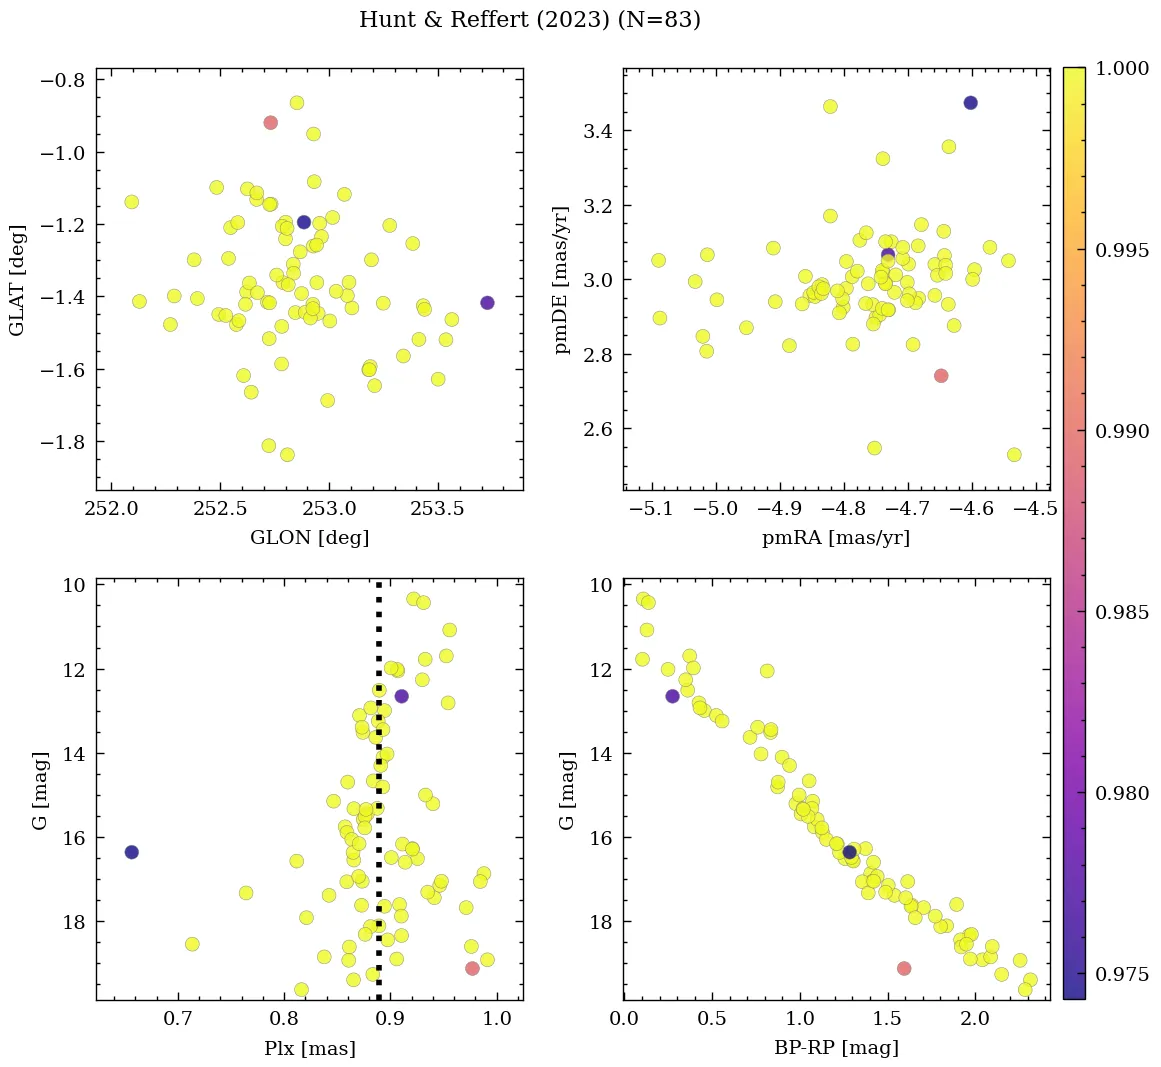 Hunt & Reffert (2023) (N=83)
−0.8
−1.0
−1.2
−1.4
−1.6
−1.8
GLAT [deg]
252.0 252.5 253.0 253.5
GLON [deg]
3.4
3.2
3.0
2.8
2.6
pmDE [mas/yr]
−5.1 −5.0 −4.9 −4.8 −4.7 −4.6 −4.5
pmRA [mas/yr]
10
12
14
16
18
G [mag]
0.7 0.8 0.9 1.0
Plx [mas]
10
12
14
16
18
G [mag]
0.0 0.5 1.0 1.5 2.0
BP-RP [mag]
1.000
0.995
0.990
0.985
0.980
0.975